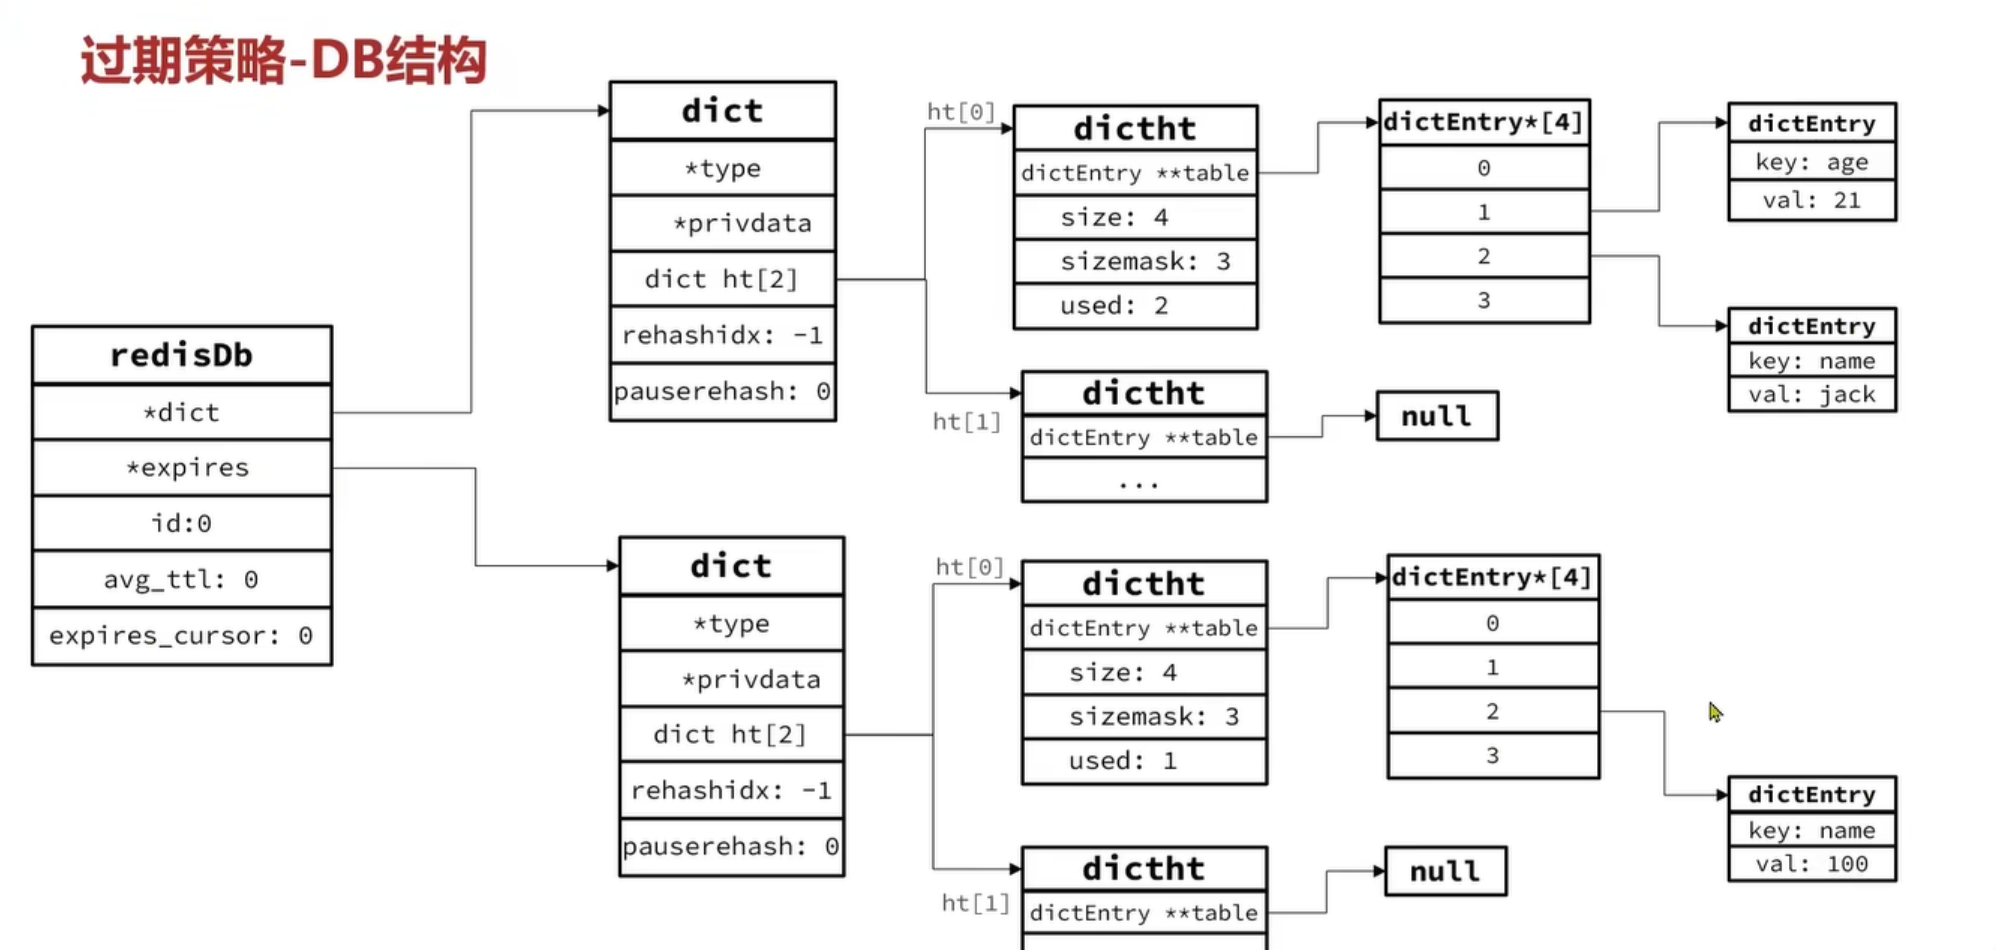 过期策略-DB结构
redisDb
*dict
*expires
id:0
avg_ttl: 0
expires_cursor: 0
dict
*type
*privdata
dict ht[2]
rehashidx: -1
pauserehash: 0
ht[0]
dictht
dictEntry **table
size: 4
sizemask: 3
used: 2
dictEntry*[4]
0
1
2
3
dictEntry
key: age
val: 21
dictEntry
key: name
val: jack
ht[1]
dictht
dictEntry **table
...
null
dict
*type
*privdata
dict ht[2]
rehashidx: -1
pauserehash: 0
ht[0]
dictht
dictEntry **table
size: 4
sizemask: 3
used: 1
dictEntry*[4]
0
1
2
3
dictEntry
key: name
val: 100
ht[1]
dictht
dictEntry **table
null